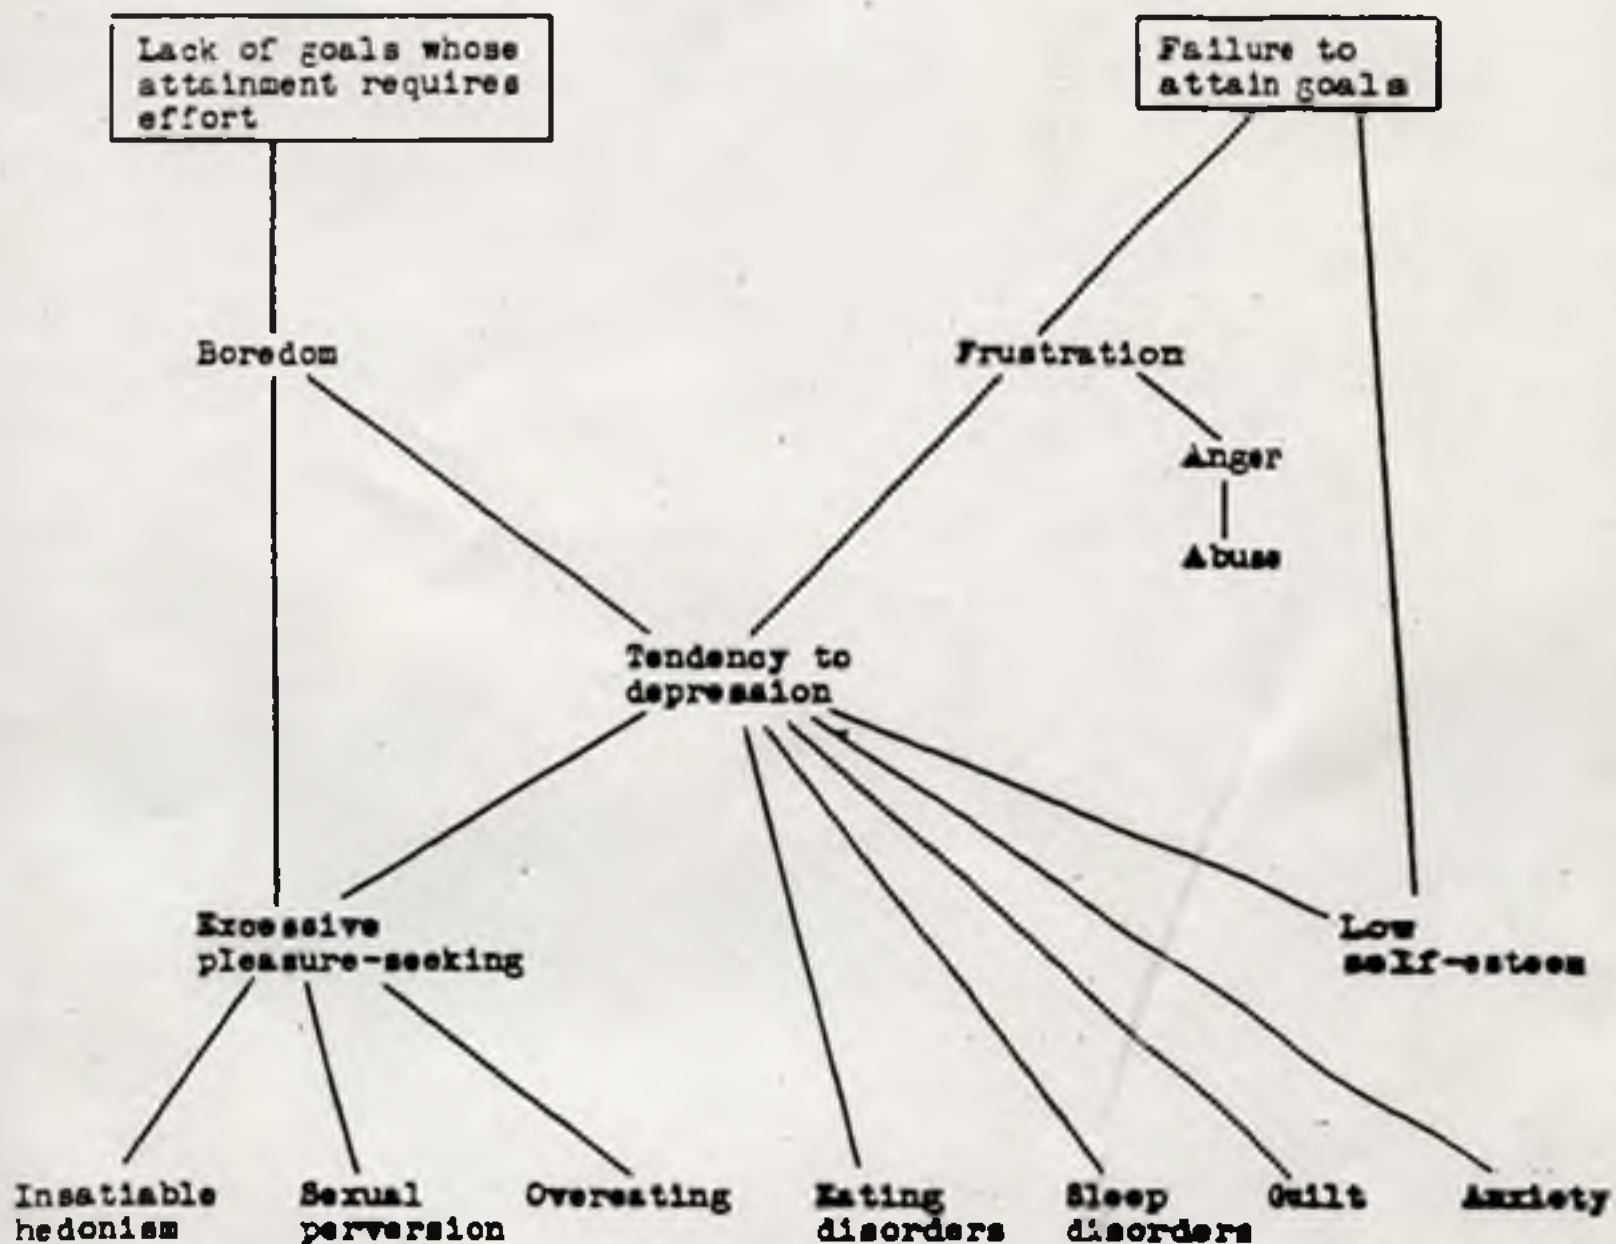 Lack of goals whose
attainment requires
effort
Failure to
attain goals
Boredom
Frustration
Anger
Abuse
Tendency to
depression
Excessive
pleasure-seeking
Low
self-esteem
Insatiable
hedonism
Sexual
perversion
Overeating
Eating
disorders
Sleep
disorders
Guilt
Anxiety